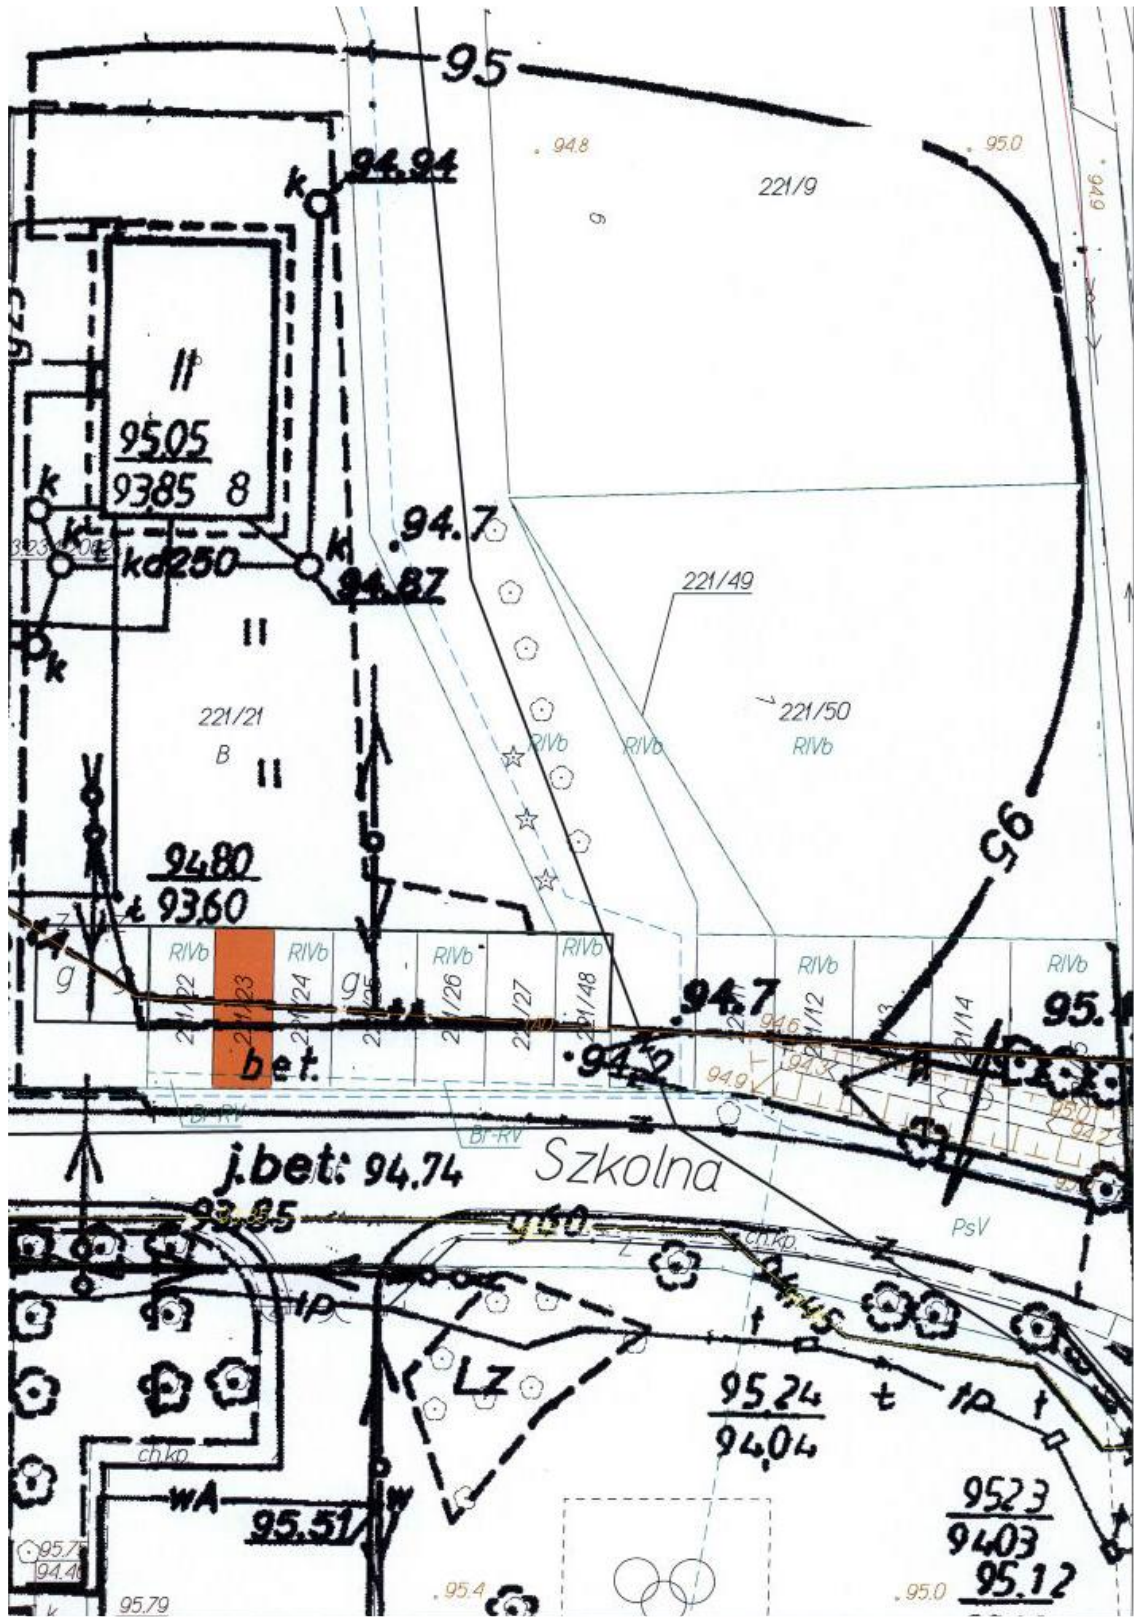 95
94.8
95.0
94.9
94.94
k
221/9
6
II
95.05
93.85
8
k
k
kd250
k
94.87
94.7
k
221/49
221/21
B
221/50
RIVb
RIVb
RIVb
95
94.80
t 93.60
RIVb
RIVb
RIVb
RIVb
RIVb
RIVb
g
g
221/22
221/23
221/24
221/26
221/27
221/48
221/12
221/14
94.7
94.6
94.3
94.9
bet.
Br-RV
Br-RV
j.bet: 94.74
Szkolna
93.85
g60
ch.kp.
PsV
tp
t
LZ
95.24
94.04
t
tp
t
ch.kp.
wA
w
95.51
95.23
94.03
95.12
95.79
95.4
95.0
k